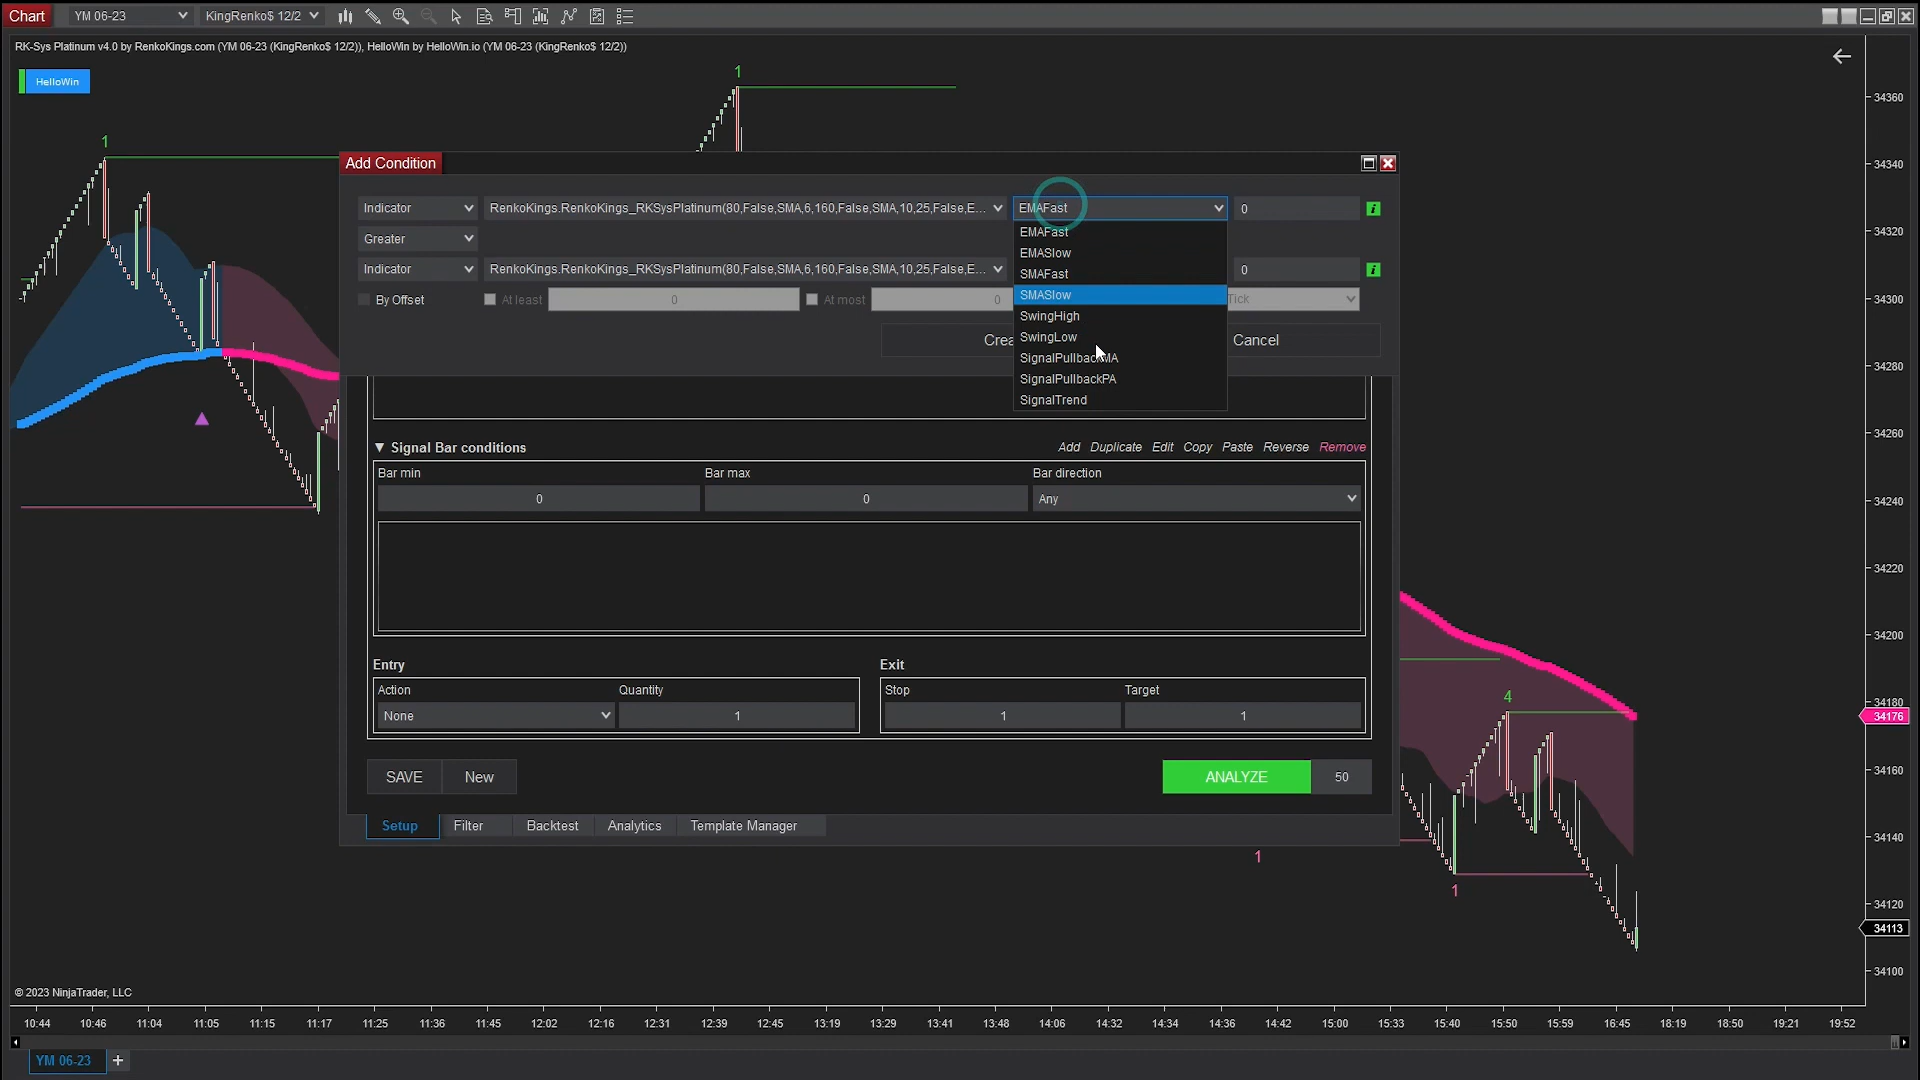 Chart YM 06-23 KingRenko$ 12/2
RK-Sys Platinum v4.0 by RenkoKings.com (YM 06-23 (KingRenko$ 12/2)), HelloWin by HelloWin.io (YM 06-23 (KingRenko$ 12/2))
HelloWin
1
1
Add Condition
Indicator RenkoKings.RenkoKings_RKSysPlatinum(80,False,SMA,6,160,False,SMA,10,25,False,E... EMAFast 0 i
Greater
Indicator RenkoKings.RenkoKings_RKSysPlatinum(80,False,SMA,6,160,False,SMA,10,25,False,E... 0 i
By Offset At least 0 At most 0 Tick
EMAFast
EMASlow
SMAFast
SMASlow
SwingHigh
SwingLow
SignalPullbackMA
SignalPullbackPA
SignalTrend
Crea Cancel
Signal Bar conditions Add Duplicate Edit Copy Paste Reverse Remove
Bar min Bar max Bar direction
0 0 Any
Entry Exit
Action Quantity Stop Target
None 1 1 1
SAVE New ANALYZE 50
Setup Filter Backtest Analytics Template Manager
1
4
1
34360
34340
34320
34300
34280
34260
34240
34220
34200
34180
34176
34160
34140
34120
34113
34100
© 2023 NinjaTrader, LLC
10:44 10:46 11:04 11:05 11:15 11:17 11:25 11:36 11:45 12:02 12:16 12:31 12:39 12:45 13:19 13:29 13:41 13:48 14:06 14:32 14:34 14:36 14:42 15:00 15:33 15:40 15:50 15:59 16:45 18:19 18:50 19:21 19:52
YM 06-23 +